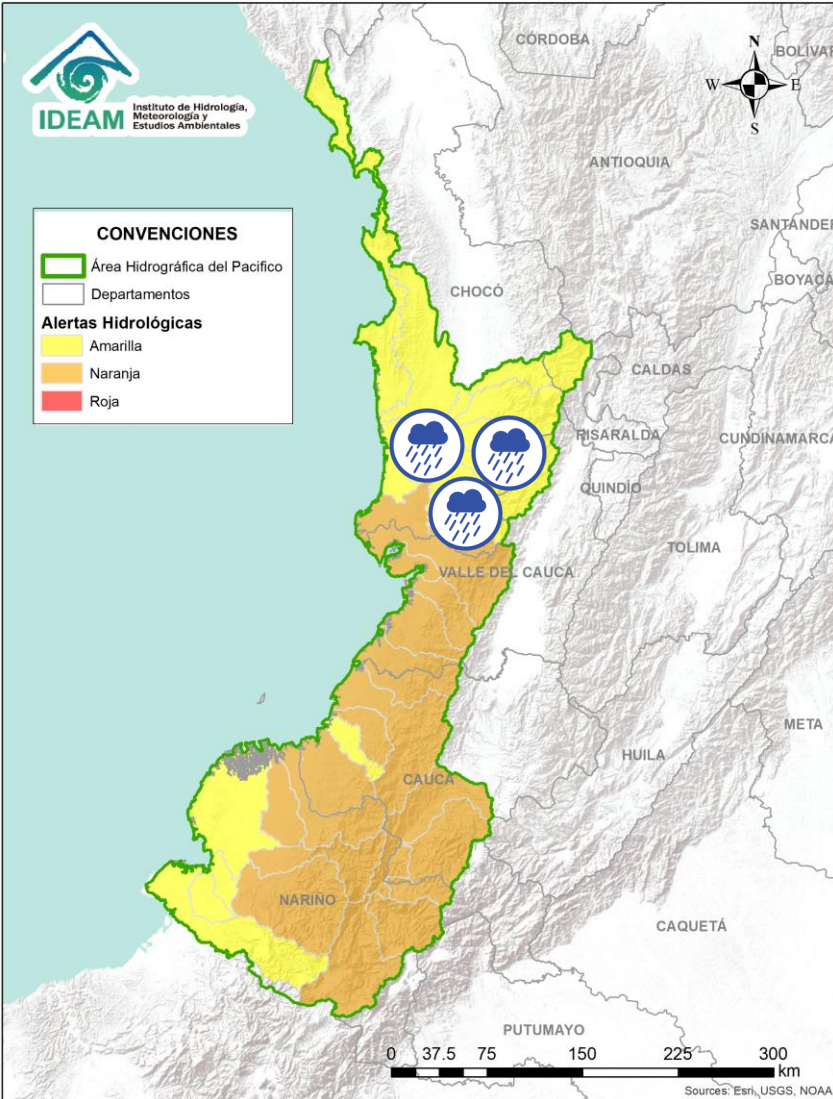 IDEAM
Instituto de Hidrología,
Meteorología y
Estudios Ambientales
CÓRDOBA
BOLÍVAR
N
W
E
S
ANTIOQUIA
SANTANDER
BOYACÁ
CONVENCIONES
Área Hidrográfica del Pacifico
Departamentos
Alertas Hidrológicas
Amarilla
Naranja
Roja
CHOCÓ
CALDAS
RISARALDA
CUNDINAMARCA
QUINDÍO
TOLIMA
VALLE DEL CAUCA
META
HUILA
CAUCA
NARIÑO
CAQUETÁ
PUTUMAYO
0 37.5 75 150 225 300
km
Sources: Esri, USGS, NOAA